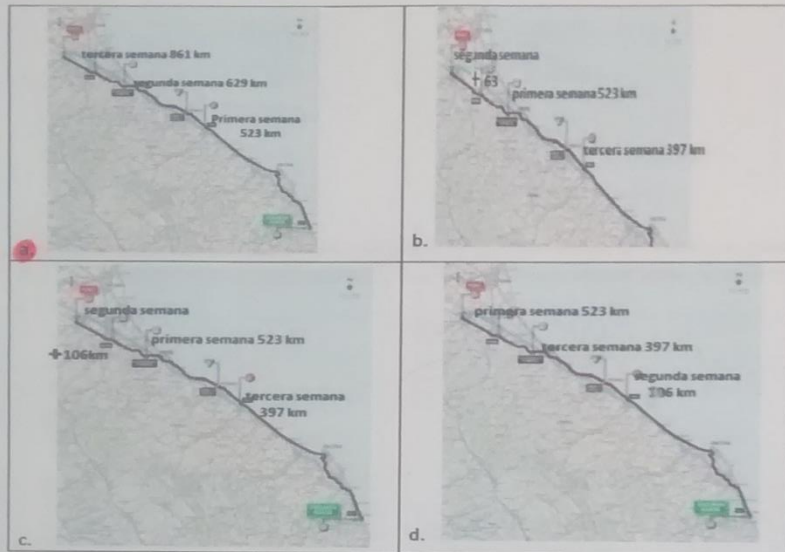 tercera semana 861 km
segunda semana 629 km
Primera semana
523 km
a.
segunda semana
+ 63
primera semana 523 km
tercera semana 397 km
b.
segunda semana
+106km
primera semana 523 km
tercera semana
397 km
c.
primera semana 523 km
tercera semana 397 km
segunda semana
106 km
d.